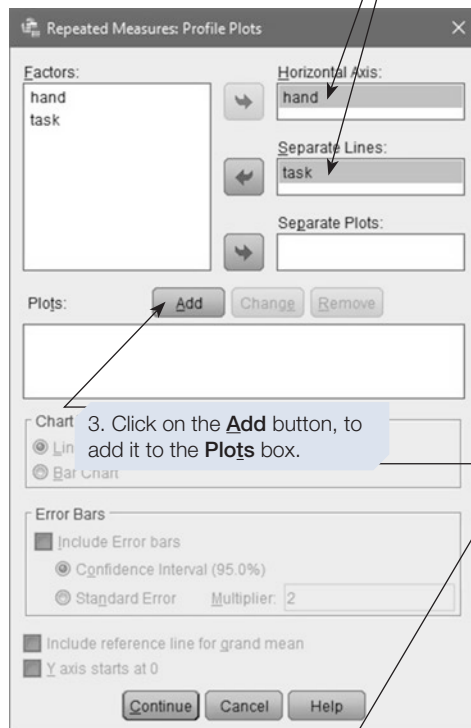 Repeated Measures: Profile Plots
Factors:
hand
task
Horizontal Axis:
hand
Separate Lines:
task
Separate Plots:
Plots:
Add Change Remove
3. Click on the Add button, to
add it to the Plots box.
Chart
Lin
Bar Chart
Error Bars
Include Error bars
Confidence Interval (95.0%)
Standard Error Multiplier: 2
Include reference line for grand mean
Y axis starts at 0
Continue Cancel Help